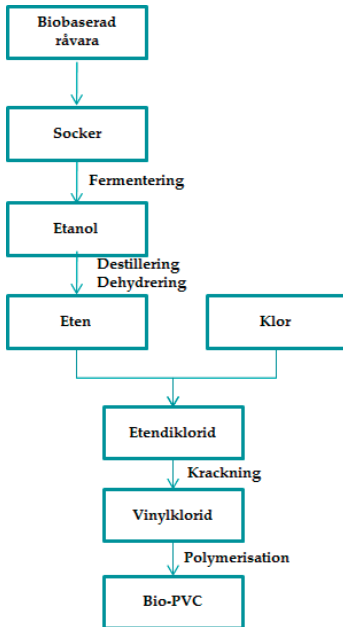 Biobaserad
råvara
Socker
Fermentering
Etanol
Destillering
Dehydrering
Eten
Klor
Etendiklorid
Krackning
Vinylklorid
Polymerisation
Bio-PVC